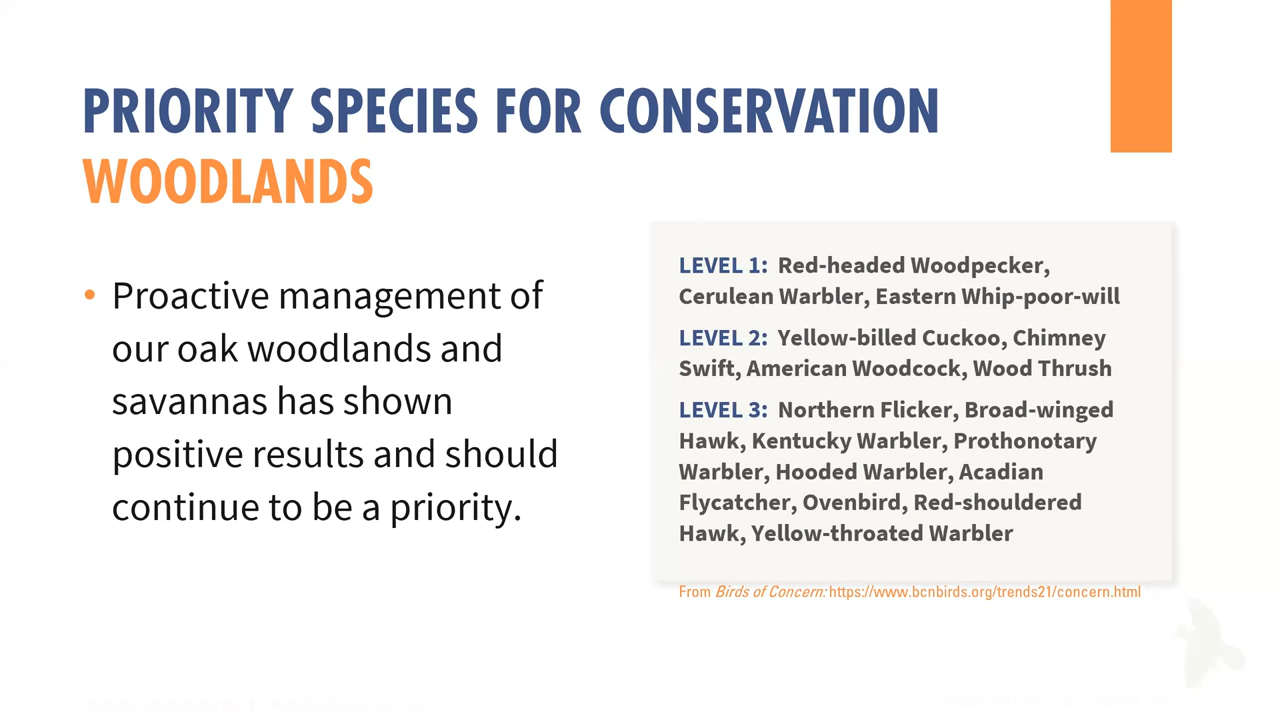 PRIORITY SPECIES FOR CONSERVATION
WOODLANDS
• Proactive management of
our oak woodlands and
savannas has shown
positive results and should
continue to be a priority.
LEVEL 1: Red-headed Woodpecker,
Cerulean Warbler, Eastern Whip-poor-will
LEVEL 2: Yellow-billed Cuckoo, Chimney
Swift, American Woodcock, Wood Thrush
LEVEL 3: Northern Flicker, Broad-winged
Hawk, Kentucky Warbler, Prothonotary
Warbler, Hooded Warbler, Acadian
Flycatcher, Ovenbird, Red-shouldered
Hawk, Yellow-throated Warbler
From Birds of Concern: https://www.bcnbirds.org/trends21/concern.html